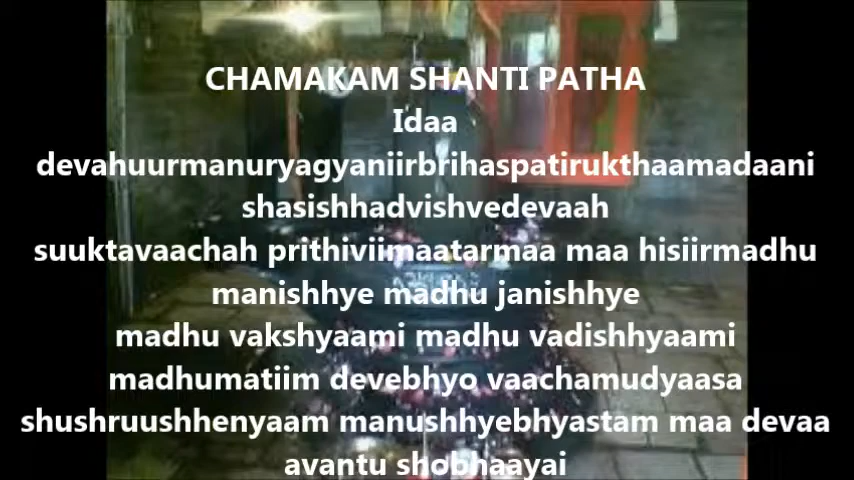 CHAMAKAM SHANTI PATHA
Idaa
devahuurmanuryagyaniirbrihaspatirukthaamadaani
shasishhadvishvedevaah
suuktavaachah prithiviimaatarmaa maa hisiirmadhu
manishhye madhu janishhye
madhu vakshyaami madhu vadishhyaami
madhumatiim devebhyo vaachamudyaasa
shushruushhenyaam manushhyebhyastam maa devaa
avantu shobhaayai